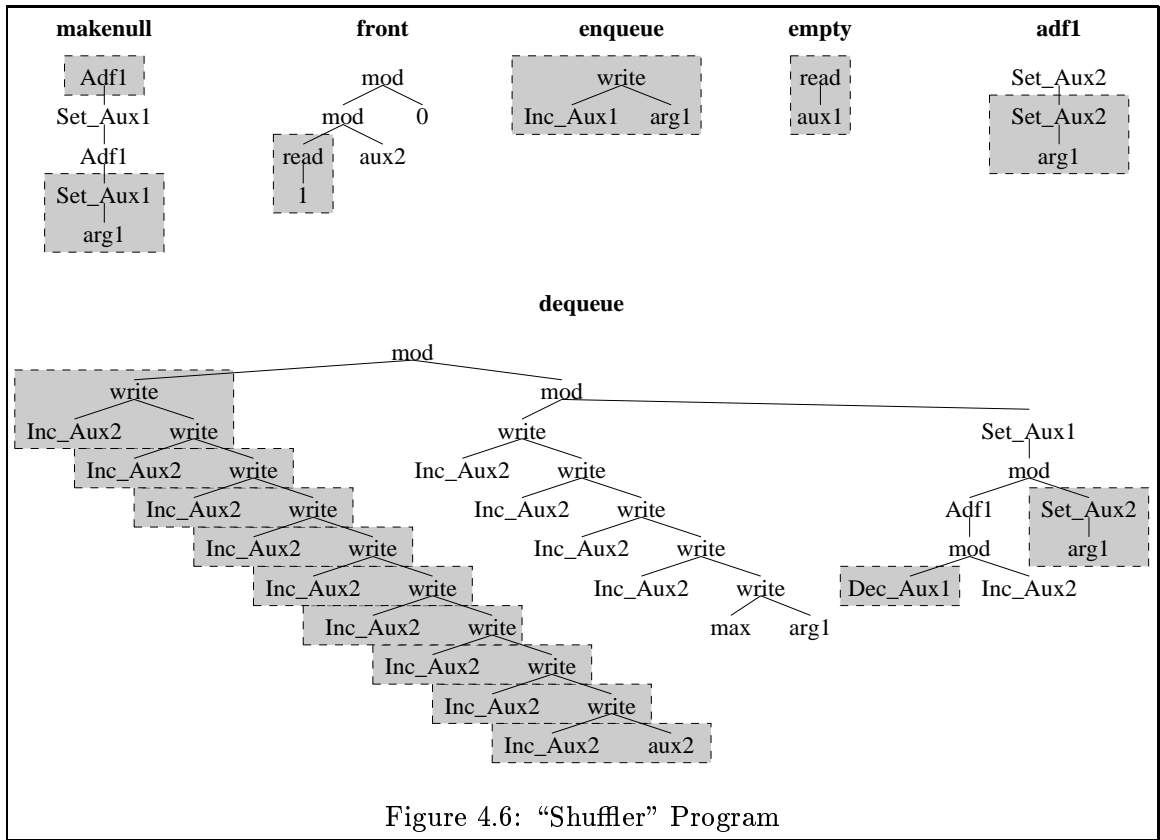 makenull front enqueue empty adf1
Adf1 mod write read Set_Aux2
Set_Aux1 mod 0 Inc_Aux1 arg1 aux1 Set_Aux2
Adf1 read aux2 arg1
Set_Aux1 1
arg1
dequeue
mod
write mod
Inc_Aux2 write write Set_Aux1
Inc_Aux2 write Inc_Aux2 write mod
Inc_Aux2 write Inc_Aux2 write Adf1 Set_Aux2
Inc_Aux2 write Inc_Aux2 write mod arg1
Inc_Aux2 write Inc_Aux2 write Dec_Aux1 Inc_Aux2
Inc_Aux2 write max arg1
Inc_Aux2 write
Inc_Aux2 write
Inc_Aux2 aux2
Figure 4.6: “Shuffler” Program